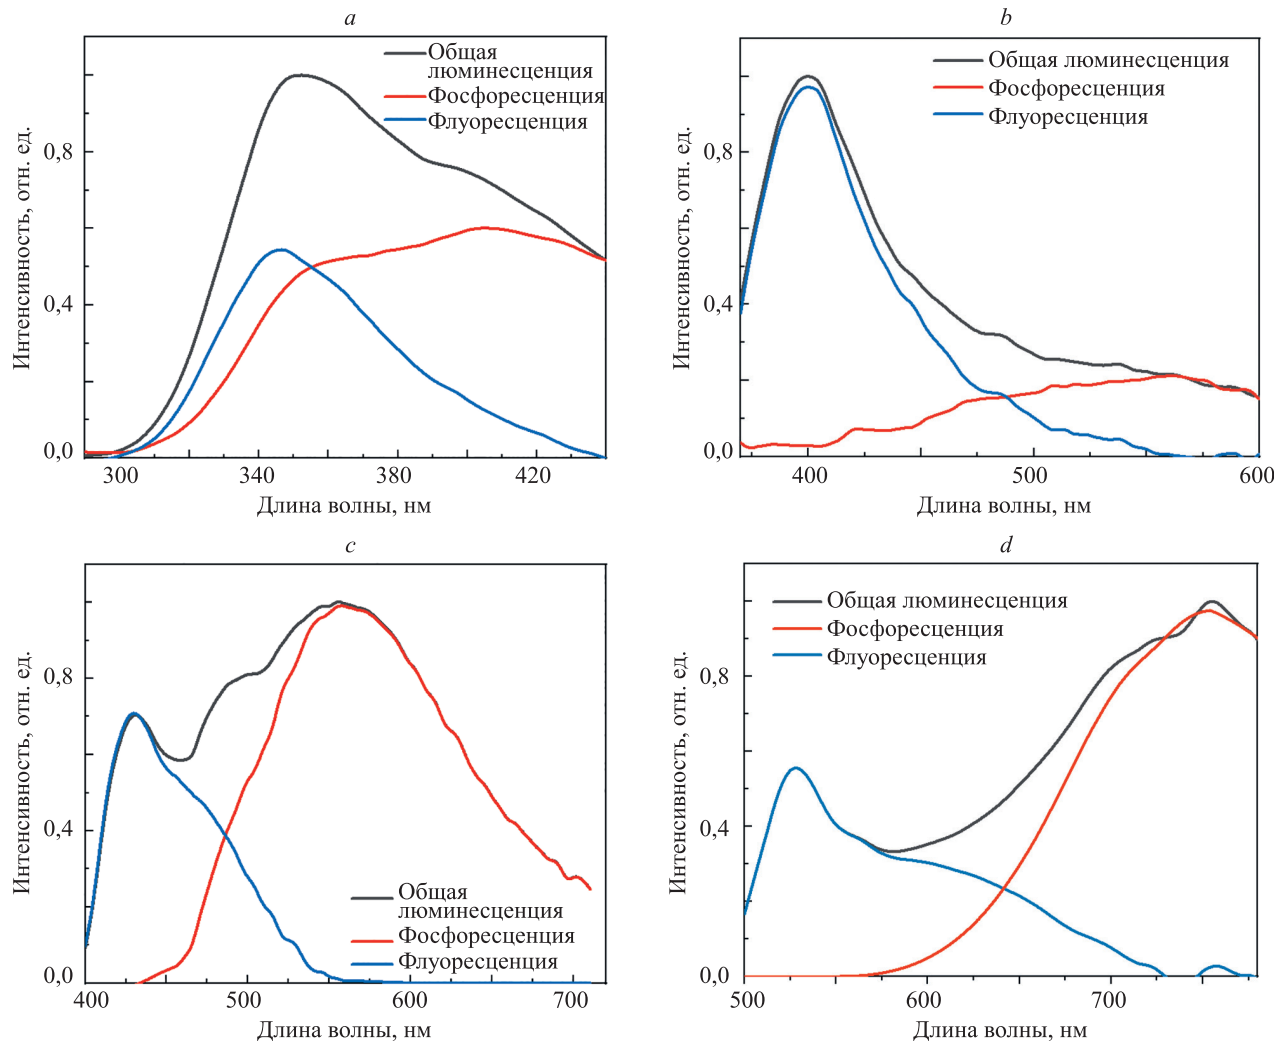 a
Общая
люминесценция
Фосфоресценция
Флуоресценция
Интенсивность, отн. ед.
0,8
0,4
0,0
300
340
380
420
Длина волны, нм
b
Общая люминесценция
Фосфоресценция
Флуоресценция
Интенсивность, отн. ед.
0,8
0,4
0,0
400
500
600
Длина волны, нм
c
Интенсивность, отн. ед.
0,8
0,4
0,0
Общая
люминесценция
Фосфоресценция
Флуоресценция
400
500
600
700
Длина волны, нм
d
Общая люминесценция
Фосфоресценция
Флуоресценция
Интенсивность, отн. ед.
0,8
0,4
0,0
500
600
700
Длина волны, нм